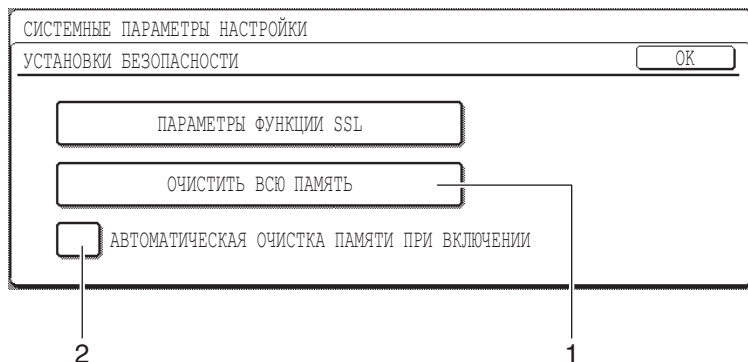 СИСТЕМНЫЕ ПАРАМЕТРЫ НАСТРОЙКИ
УСТАНОВКИ БЕЗОПАСНОСТИ
OK
ПАРАМЕТРЫ ФУНКЦИИ SSL
ОЧИСТИТЬ ВСЮ ПАМЯТЬ
АВТОМАТИЧЕСКАЯ ОЧИСТКА ПАМЯТИ ПРИ ВКЛЮЧЕНИИ
2
1